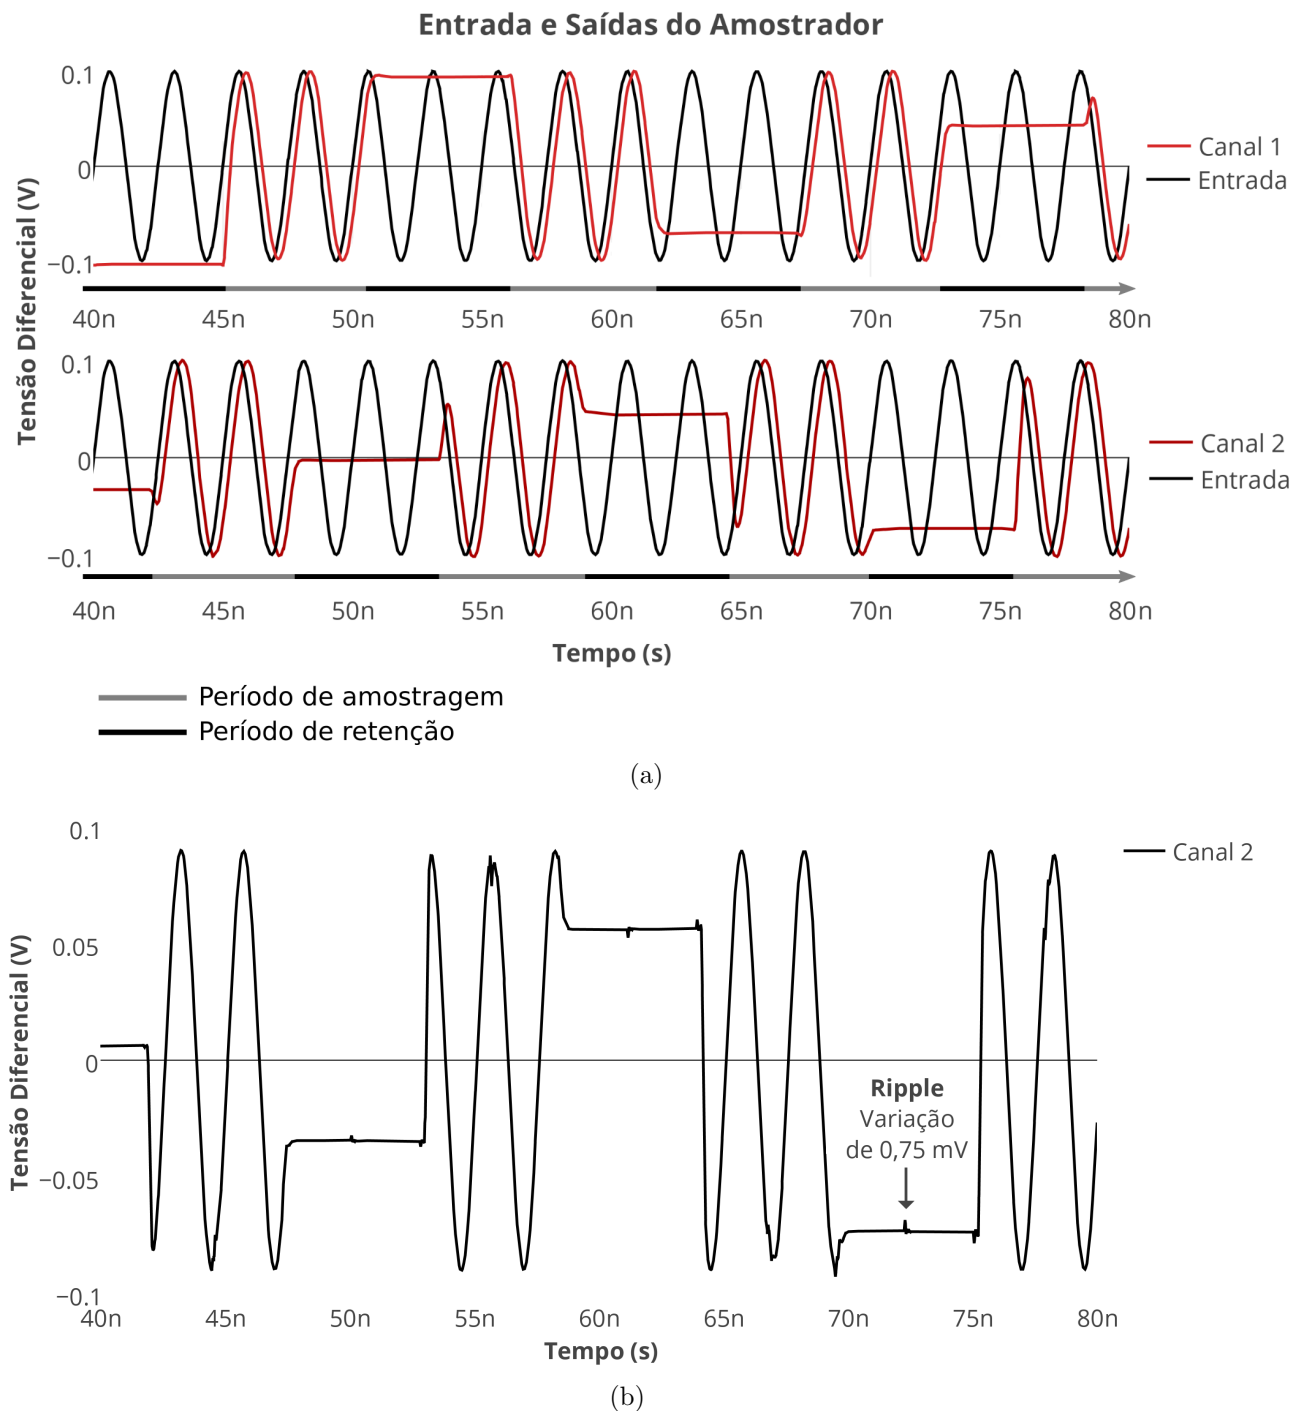 Entrada e Saídas do Amostrador
Tensão Diferencial (V)
0.1
0
−0.1
Canal 1
Entrada
40n 45n 50n 55n 60n 65n 70n 75n 80n
0.1
0
−0.1
Canal 2
Entrada
40n 45n 50n 55n 60n 65n 70n 75n 80n
Tempo (s)
Período de amostragem
Período de retenção
(a)
Tensão Diferencial (V)
0.1
0.05
0
−0.05
−0.1
Canal 2
Ripple
Variação
de 0,75 mV
40n 45n 50n 55n 60n 65n 70n 75n 80n
Tempo (s)
(b)